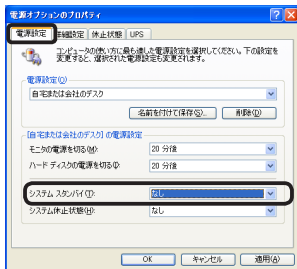 電源オプションのプロパティ
電源設定 詳細設定 休止状態 UPS
コンピュータの使い方に最も適した電源設定を選択してください。下の設定を
変更すると、選択された電源設定も変更されます。
電源設定(O)
自宅または会社のデスク
名前を付けて保存(S)... 削除(D)
[自宅または会社のデスク] の電源設定
モニタの電源を切る(M): 20 分後
ハード ディスクの電源を切る(I): 20 分後
システム スタンバイ(T): なし
システム休止状態(H): なし
OK キャンセル 適用(A)